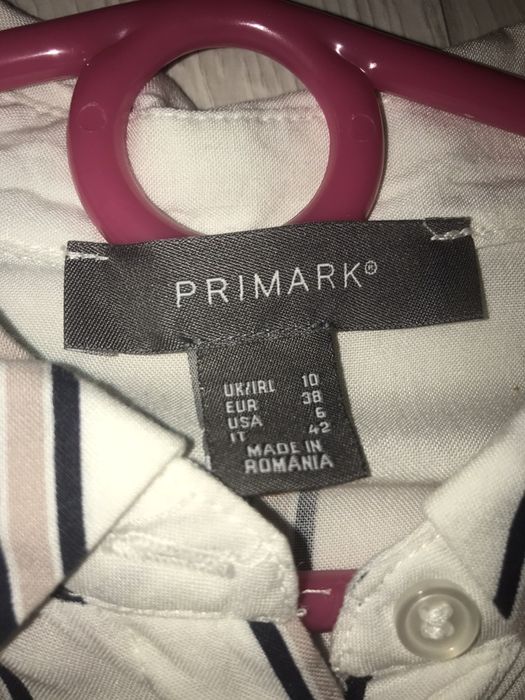 PRIMARK®
UK/IRL 10
EUR 38
USA 6
IT 42
MADE IN
ROMANIA